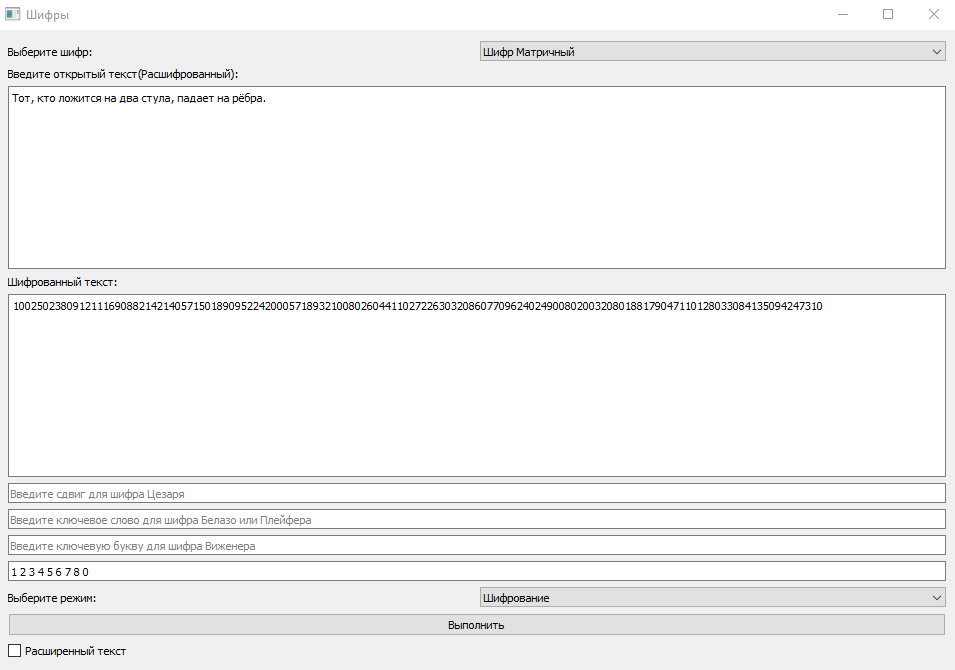 Шифры
Выберите шифр:
Шифр Матричный
Введите открытый текст(Расшифрованный):
Тот, кто ложится на два стула, падает на рёбра.
Шифрованный текст:
100250238091211169088214214057150189095224200057189321008026044110272263032086077096240249008020032080188179047110128033084135094247310
Введите сдвиг для шифра Цезаря
Введите ключевое слово для шифра Белазо или Плейфера
Введите ключевую букву для шифра Виженера
1 2 3 4 5 6 7 8 0
Выберите режим:
Шифрование
Выполнить
Расширенный текст